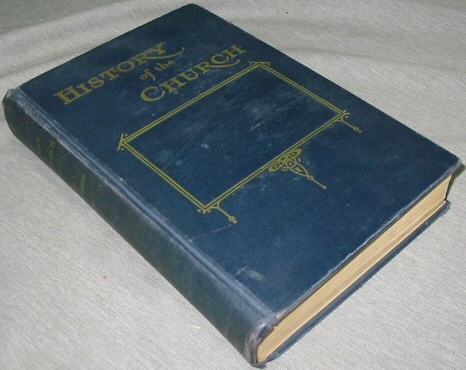 HISTORY
of the
CHURCH